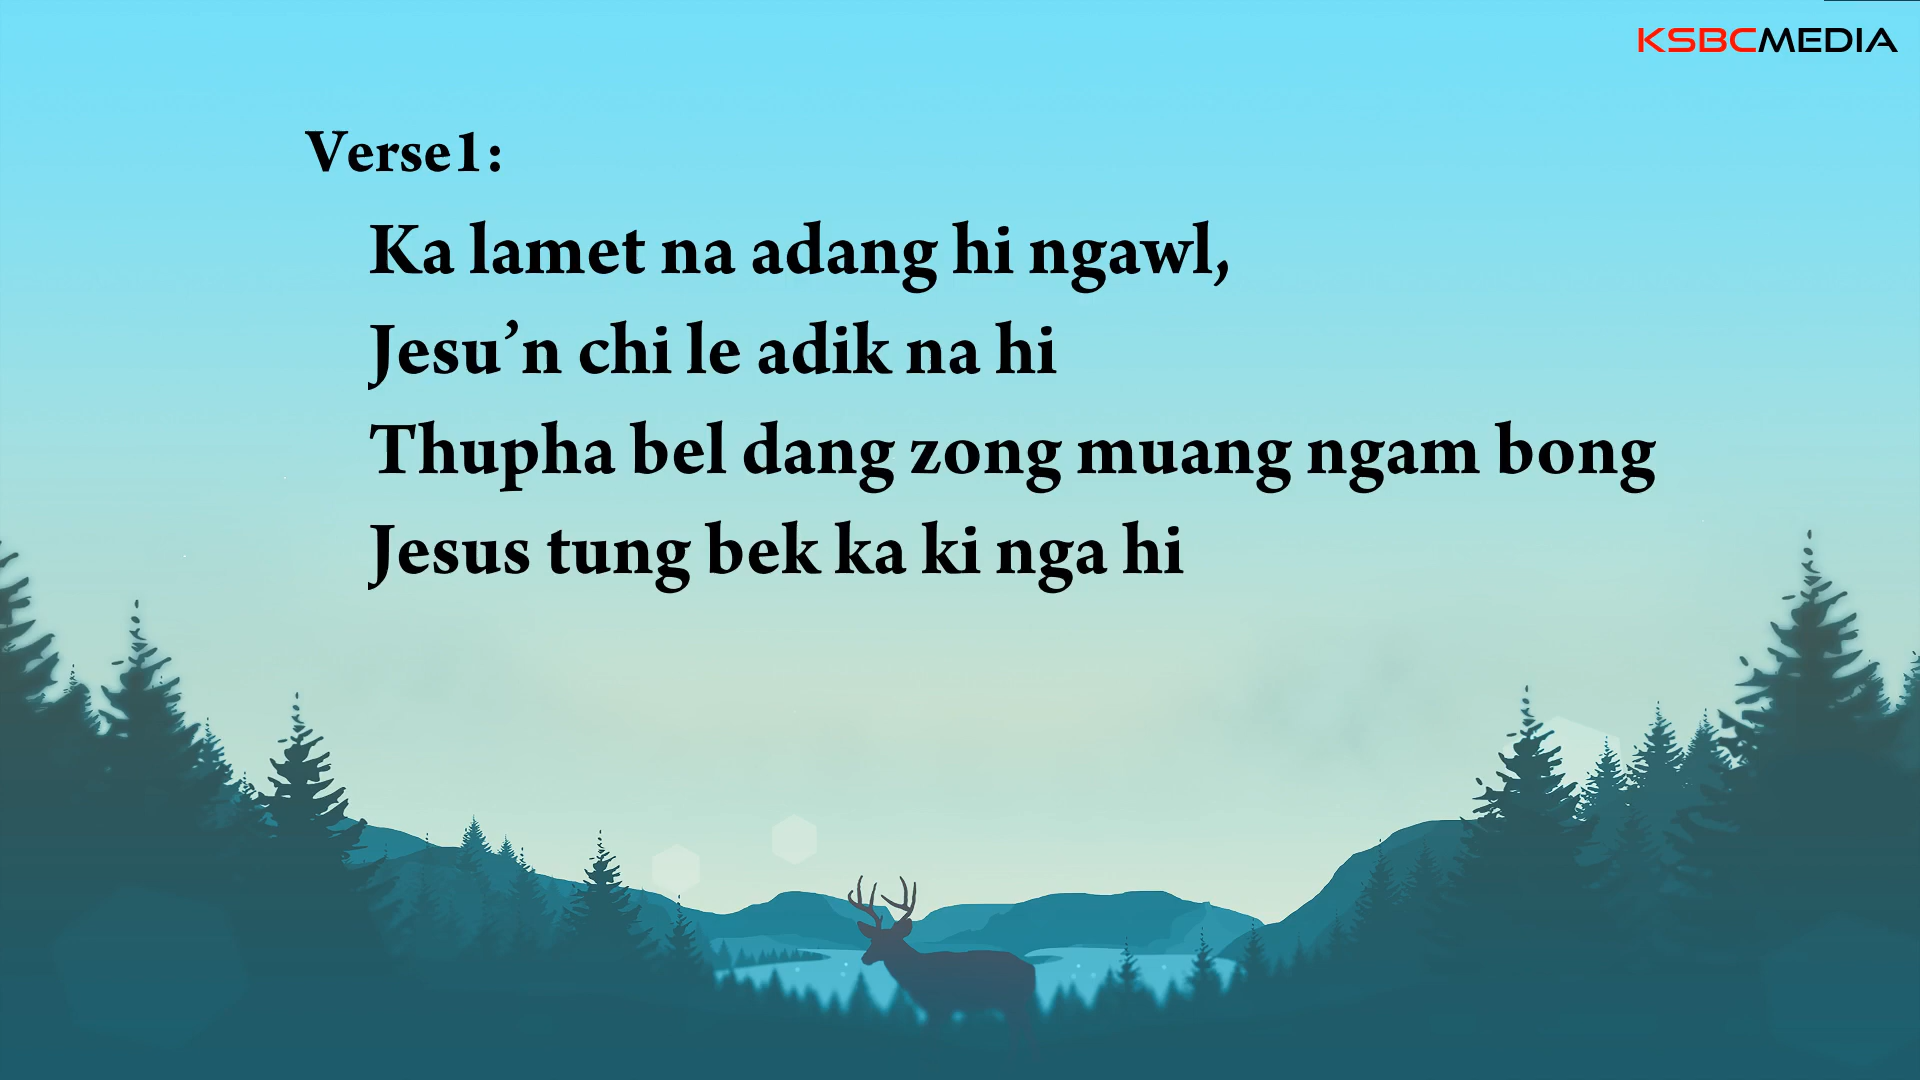 KSBCMEDIA
Verse1:
Ka lamet na adang hi ngawl,
Jesu’n chi le adik na hi
Thupha bel dang zong muang ngam bong
Jesus tung bek ka ki nga hi